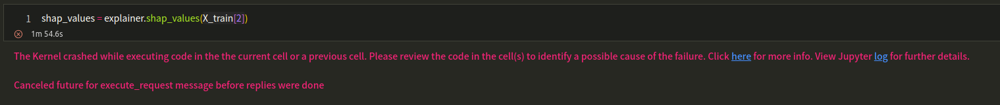 1 shap_values = explainer.shap_values(X_train[2])
1m 54.6s
The Kernel crashed while executing code in the the current cell or a previous cell. Please review the code in the cell(s) to identify a possible cause of the failure. Click here for more info. View Jupyter log for further details.
Canceled future for execute_request message before replies were done